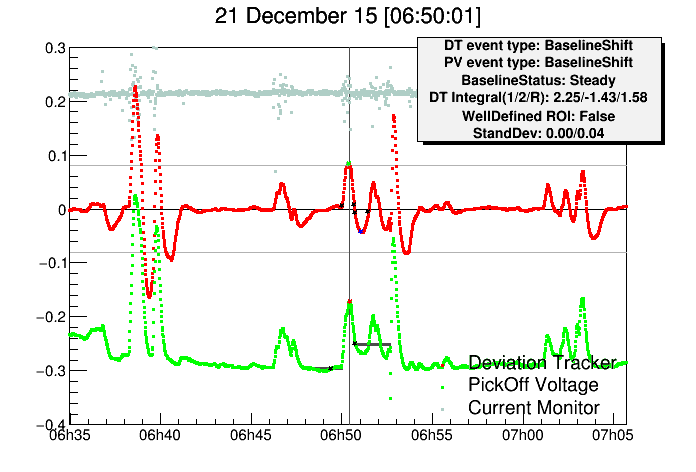 21 December 15 [06:50:01]
DT event type: BaselineShift
PV event type: BaselineShift
BaselineStatus: Steady
DT Integral(1/2/R): 2.25/-1.43/1.58
WellDefined ROI: False
StandDev: 0.00/0.04
0.3
0.2
0.1
0
−0.1
−0.2
−0.3
−0.4
Deviation Tracker
PickOff Voltage
Current Monitor
06h35 06h40 06h45 06h50 06h55 07h00 07h05